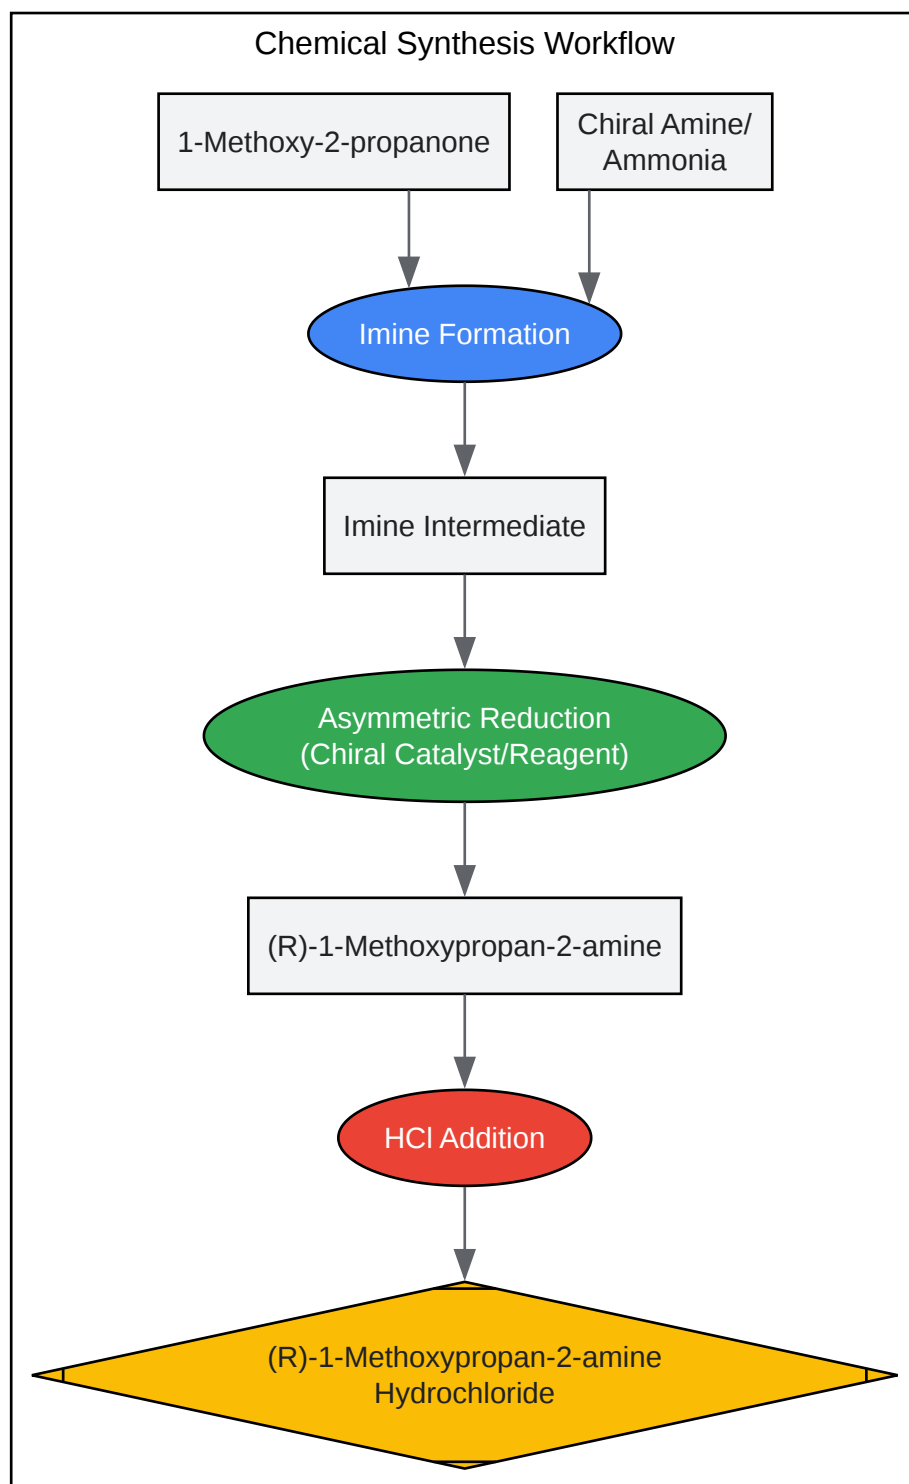 Chemical Synthesis Workflow
1-Methoxy-2-propanone
Chiral Amine/
Ammonia
Imine Formation
Imine Intermediate
Asymmetric Reduction
(Chiral Catalyst/Reagent)
(R)-1-Methoxypropan-2-amine
HCl Addition
(R)-1-Methoxypropan-2-amine
Hydrochloride